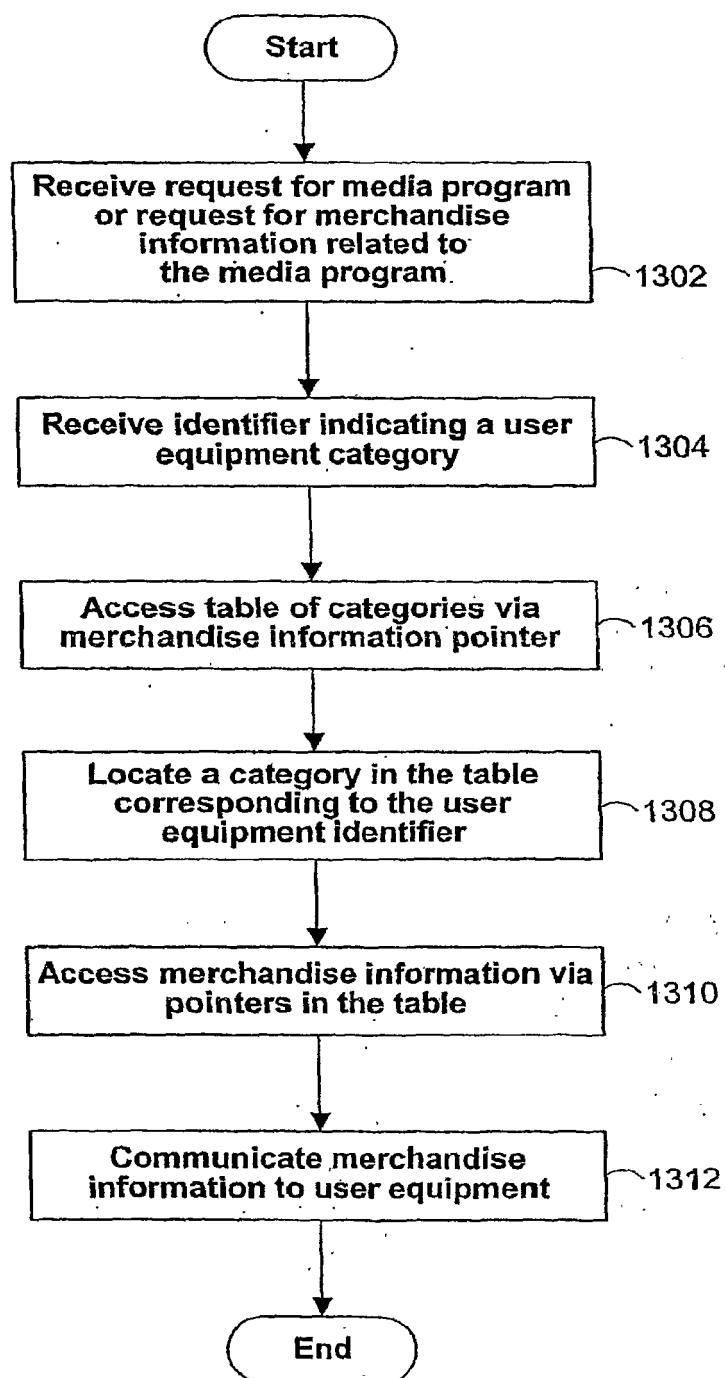 Start
Receive request for media program
or request for merchandise
information related to
the media program.
1302
Receive identifier indicating a user
equipment category
1304
Access table of categories via
merchandise information pointer
1306
Locate a category in the table
corresponding to the user
equipment identifier
1308
Access merchandise information via
pointers in the table
1310
Communicate merchandise
information to user equipment
1312
End